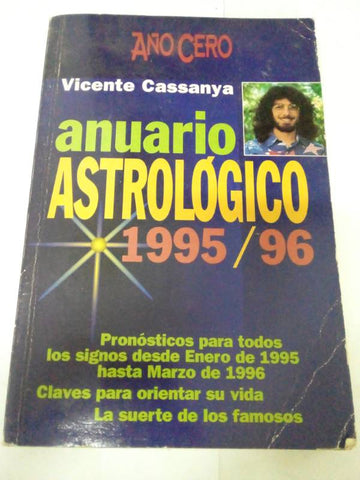 AÑO CERO
Vicente Cassanya
anuario
ASTROLÓGICO
1995/96
Pronósticos para todos
los signos desde Enero de 1995
hasta Marzo de 1996
Claves para orientar su vida
La suerte de los famosos